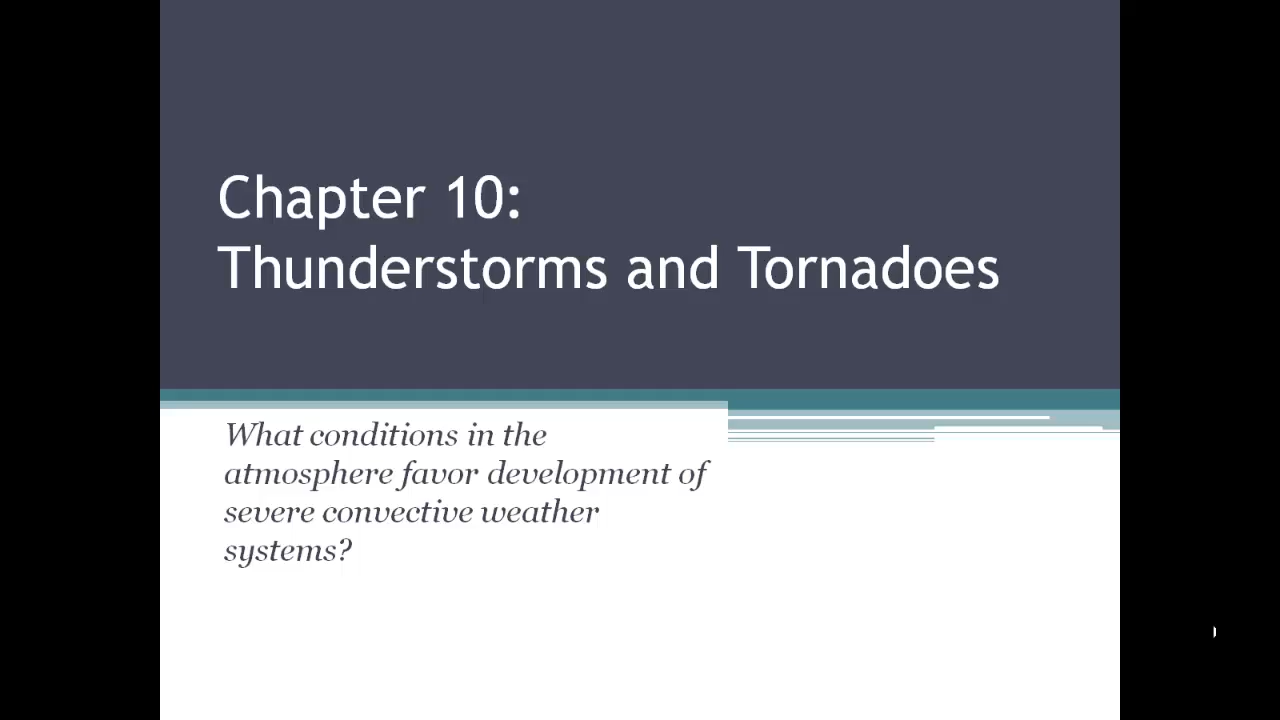 Chapter 10:
Thunderstorms and Tornadoes
What conditions in the
atmosphere favor development of
severe convective weather
systems?